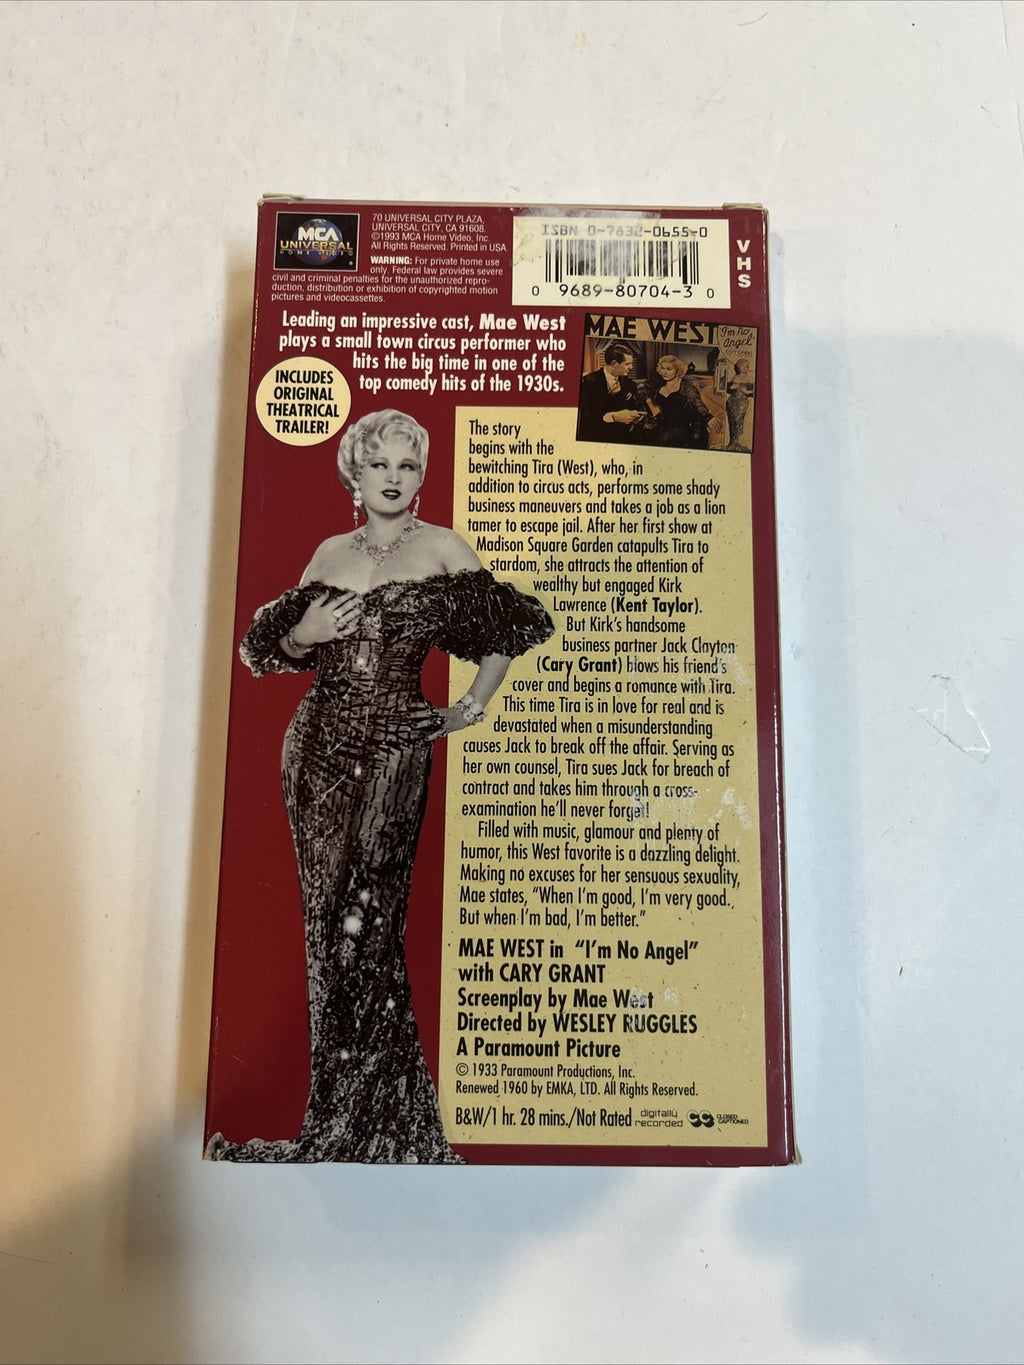 MCA
UNIVERSAL
HOME VIDEO
70 UNIVERSAL CITY PLAZA,
UNIVERSAL CITY, CA 91608.
©1993 MCA Home Video, Inc.
All Rights Reserved. Printed in USA
WARNING: For private home use
only. Federal law provides severe
civil and criminal penalties for the unauthorized repro-
duction, distribution or exhibition of copyrighted motion
pictures and videocassettes.
ISBN 0-7832-0655-0
0 9689-80704-3 0
VHS
Leading an impressive cast, Mae West
plays a small town circus performer who
hits the big time in one of the
top comedy hits of the 1930s.
INCLUDES
ORIGINAL
THEATRICAL
TRAILER!
MAE WEST
I'm No
Angel
The story
begins with the
bewitching Tira (West), who, in
addition to circus acts, performs some shady
business maneuvers and takes a job as a lion
tamer to escape jail. After her first show at
Madison Square Garden catapults Tira to
stardom, she attracts the attention of
wealthy but engaged Kirk
Lawrence (Kent Taylor).
But Kirk's handsome
business partner Jack Clayton
(Cary Grant) blows his friend's
cover and begins a romance with Tira.
This time Tira is in love for real and is
devastated when a misunderstanding
causes Jack to break off the affair. Serving as
her own counsel, Tira sues Jack for breach of
contract and takes him through a cross-
examination he'll never forget!
Filled with music, glamour and plenty of
humor, this West favorite is a dazzling delight.
Making no excuses for her sensuous sexuality,
Mae states, "When I'm good, I'm very good.
But when I'm bad, I'm better."
MAE WEST in "I'm No Angel"
with CARY GRANT
Screenplay by Mae West
Directed by WESLEY RUGGLES
A Paramount Picture
© 1933 Paramount Productions, Inc.
Renewed 1960 by EMKA, LTD. All Rights Reserved.
B&W/1 hr. 28 mins./Not Rated
digitally
recorded
CC
CLOSED
CAPTIONED